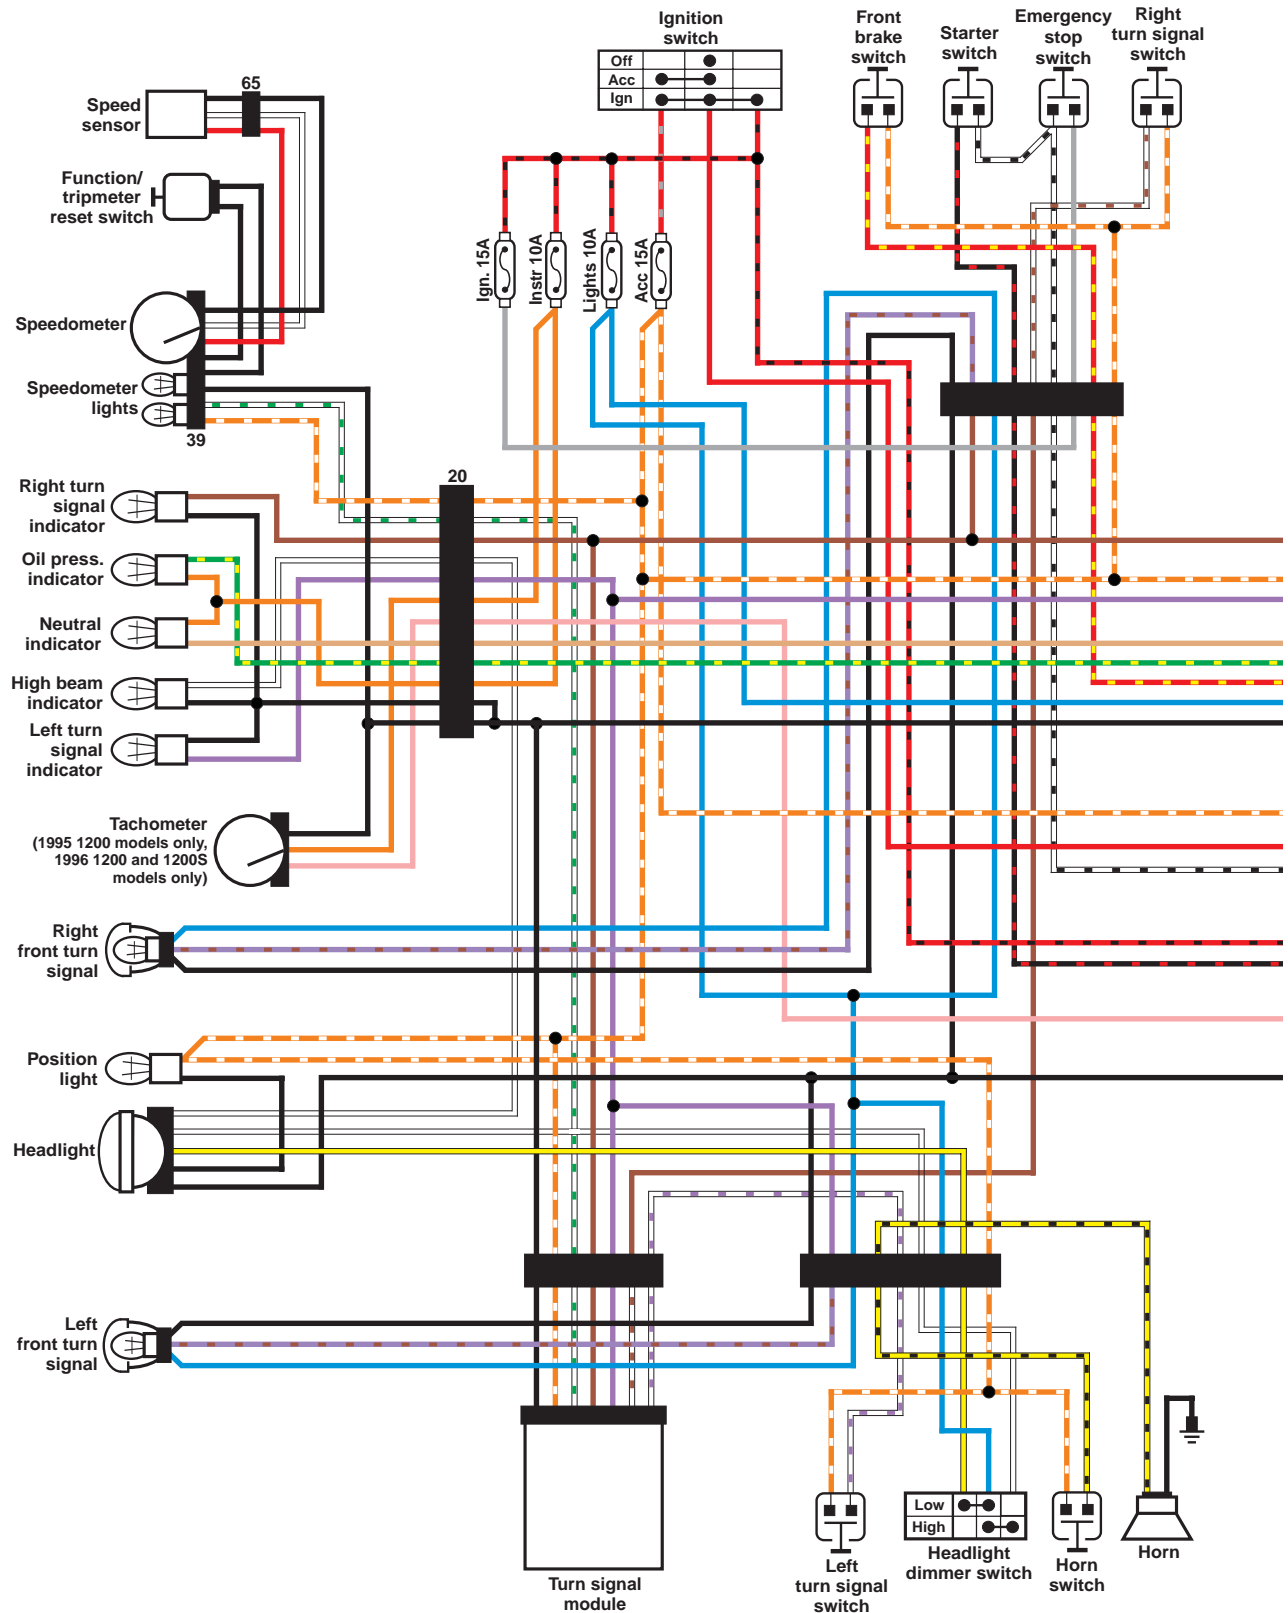 Ignition
switch
Off
Acc
Ign
Front
brake
switch
Starter
switch
Emergency
stop
switch
Right
turn signal
switch
65
Speed
sensor
Function/
tripmeter
reset switch
Ign. 15A
Instr 10A
Lights 10A
Acc 15A
Speedometer
Speedometer
lights
39
20
Right turn
signal
indicator
Oil press.
indicator
Neutral
indicator
High beam
indicator
Left turn
signal
indicator
Tachometer
(1995 1200 models only,
1996 1200 and 1200S
models only)
Right
front turn
signal
Position
light
Headlight
Left
front turn
signal
Turn signal
module
Left
turn signal
switch
Low
High
Headlight
dimmer switch
Horn
switch
Horn